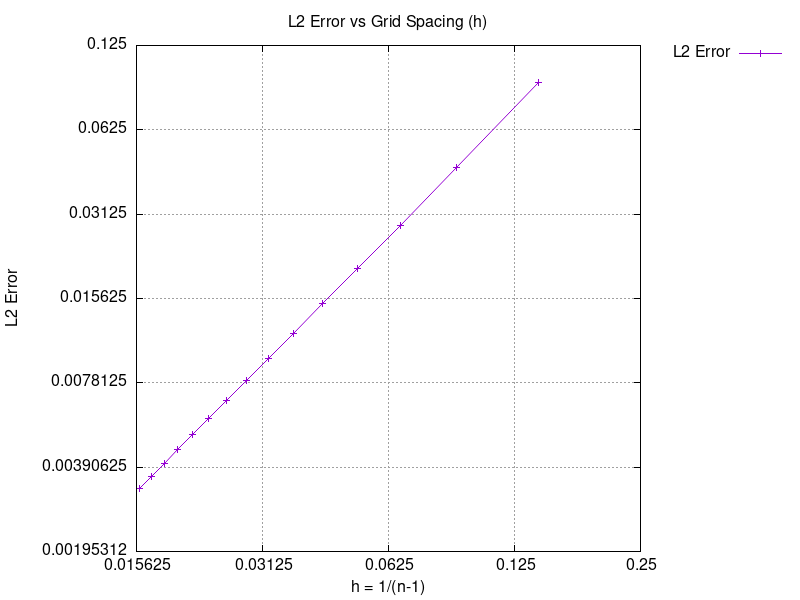 L2 Error vs Grid Spacing (h)
L2 Error
0.125
0.0625
0.03125
0.015625
0.0078125
0.00390625
0.00195312
L2 Error
0.015625 0.03125 0.0625 0.125 0.25
h = 1/(n-1)